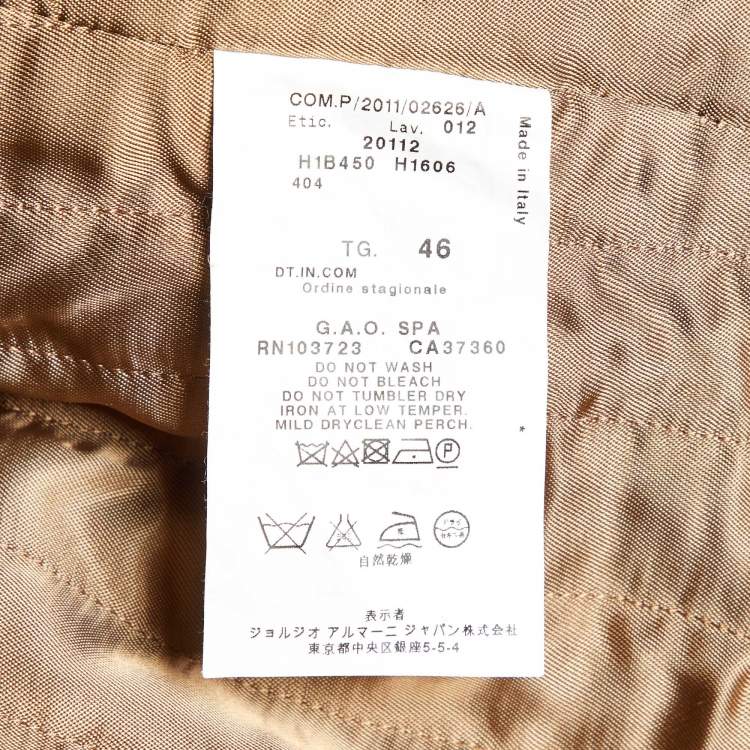 COM.P/2011/02626/A
Etic. Lav. 012
20112
H1B450 H1606
404
Made in Italy
TG. 46
DT.IN.COM
Ordine stagionale
G.A.O. SPA
RN103723 CA37360
DO NOT WASH
DO NOT BLEACH
DO NOT TUMBLER DRY
IRON AT LOW TEMPER.
MILD DRYCLEAN PERCH.
*
P
自然乾燥
表示者
ジョルジオ アルマーニ ジャパン株式会社
東京都中央区銀座5-5-4